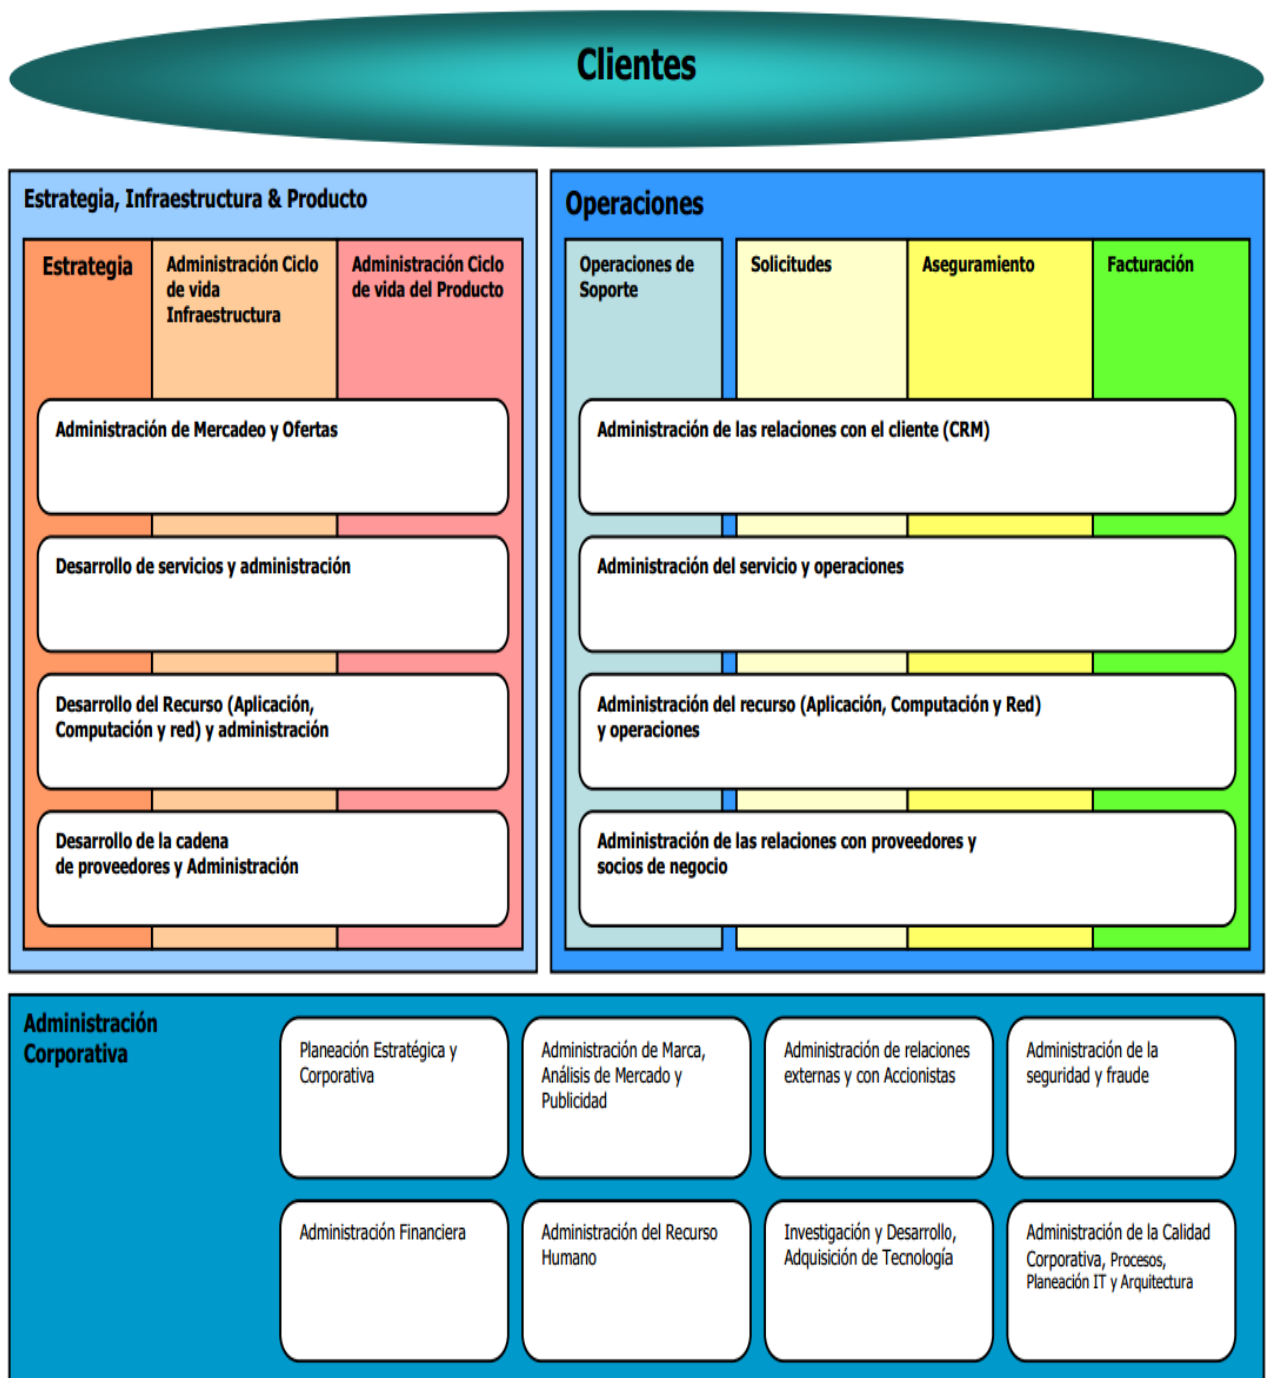 Clientes
Estrategia, Infraestructura & Producto
Estrategia
Administración Ciclo
de vida
Infraestructura
Administración Ciclo
de vida del Producto
Administración de Mercadeo y Ofertas
Desarrollo de servicios y administración
Desarrollo del Recurso (Aplicación,
Computación y red) y administración
Desarrollo de la cadena
de proveedores y Administración
Operaciones
Operaciones de
Soporte
Solicitudes
Aseguramiento
Facturación
Administración de las relaciones con el cliente (CRM)
Administración del servicio y operaciones
Administración del recurso (Aplicación, Computación y Red)
y operaciones
Administración de las relaciones con proveedores y
socios de negocio
Administración
Corporativa
Planeación Estratégica y
Corporativa
Administración de Marca,
Análisis de Mercado y
Publicidad
Administración de relaciones
externas y con Accionistas
Administración de la
seguridad y fraude
Administración Financiera
Administración del Recurso
Humano
Investigación y Desarrollo,
Adquisición de Tecnología
Administración de la Calidad
Corporativa, Procesos,
Planeación IT y Arquitectura